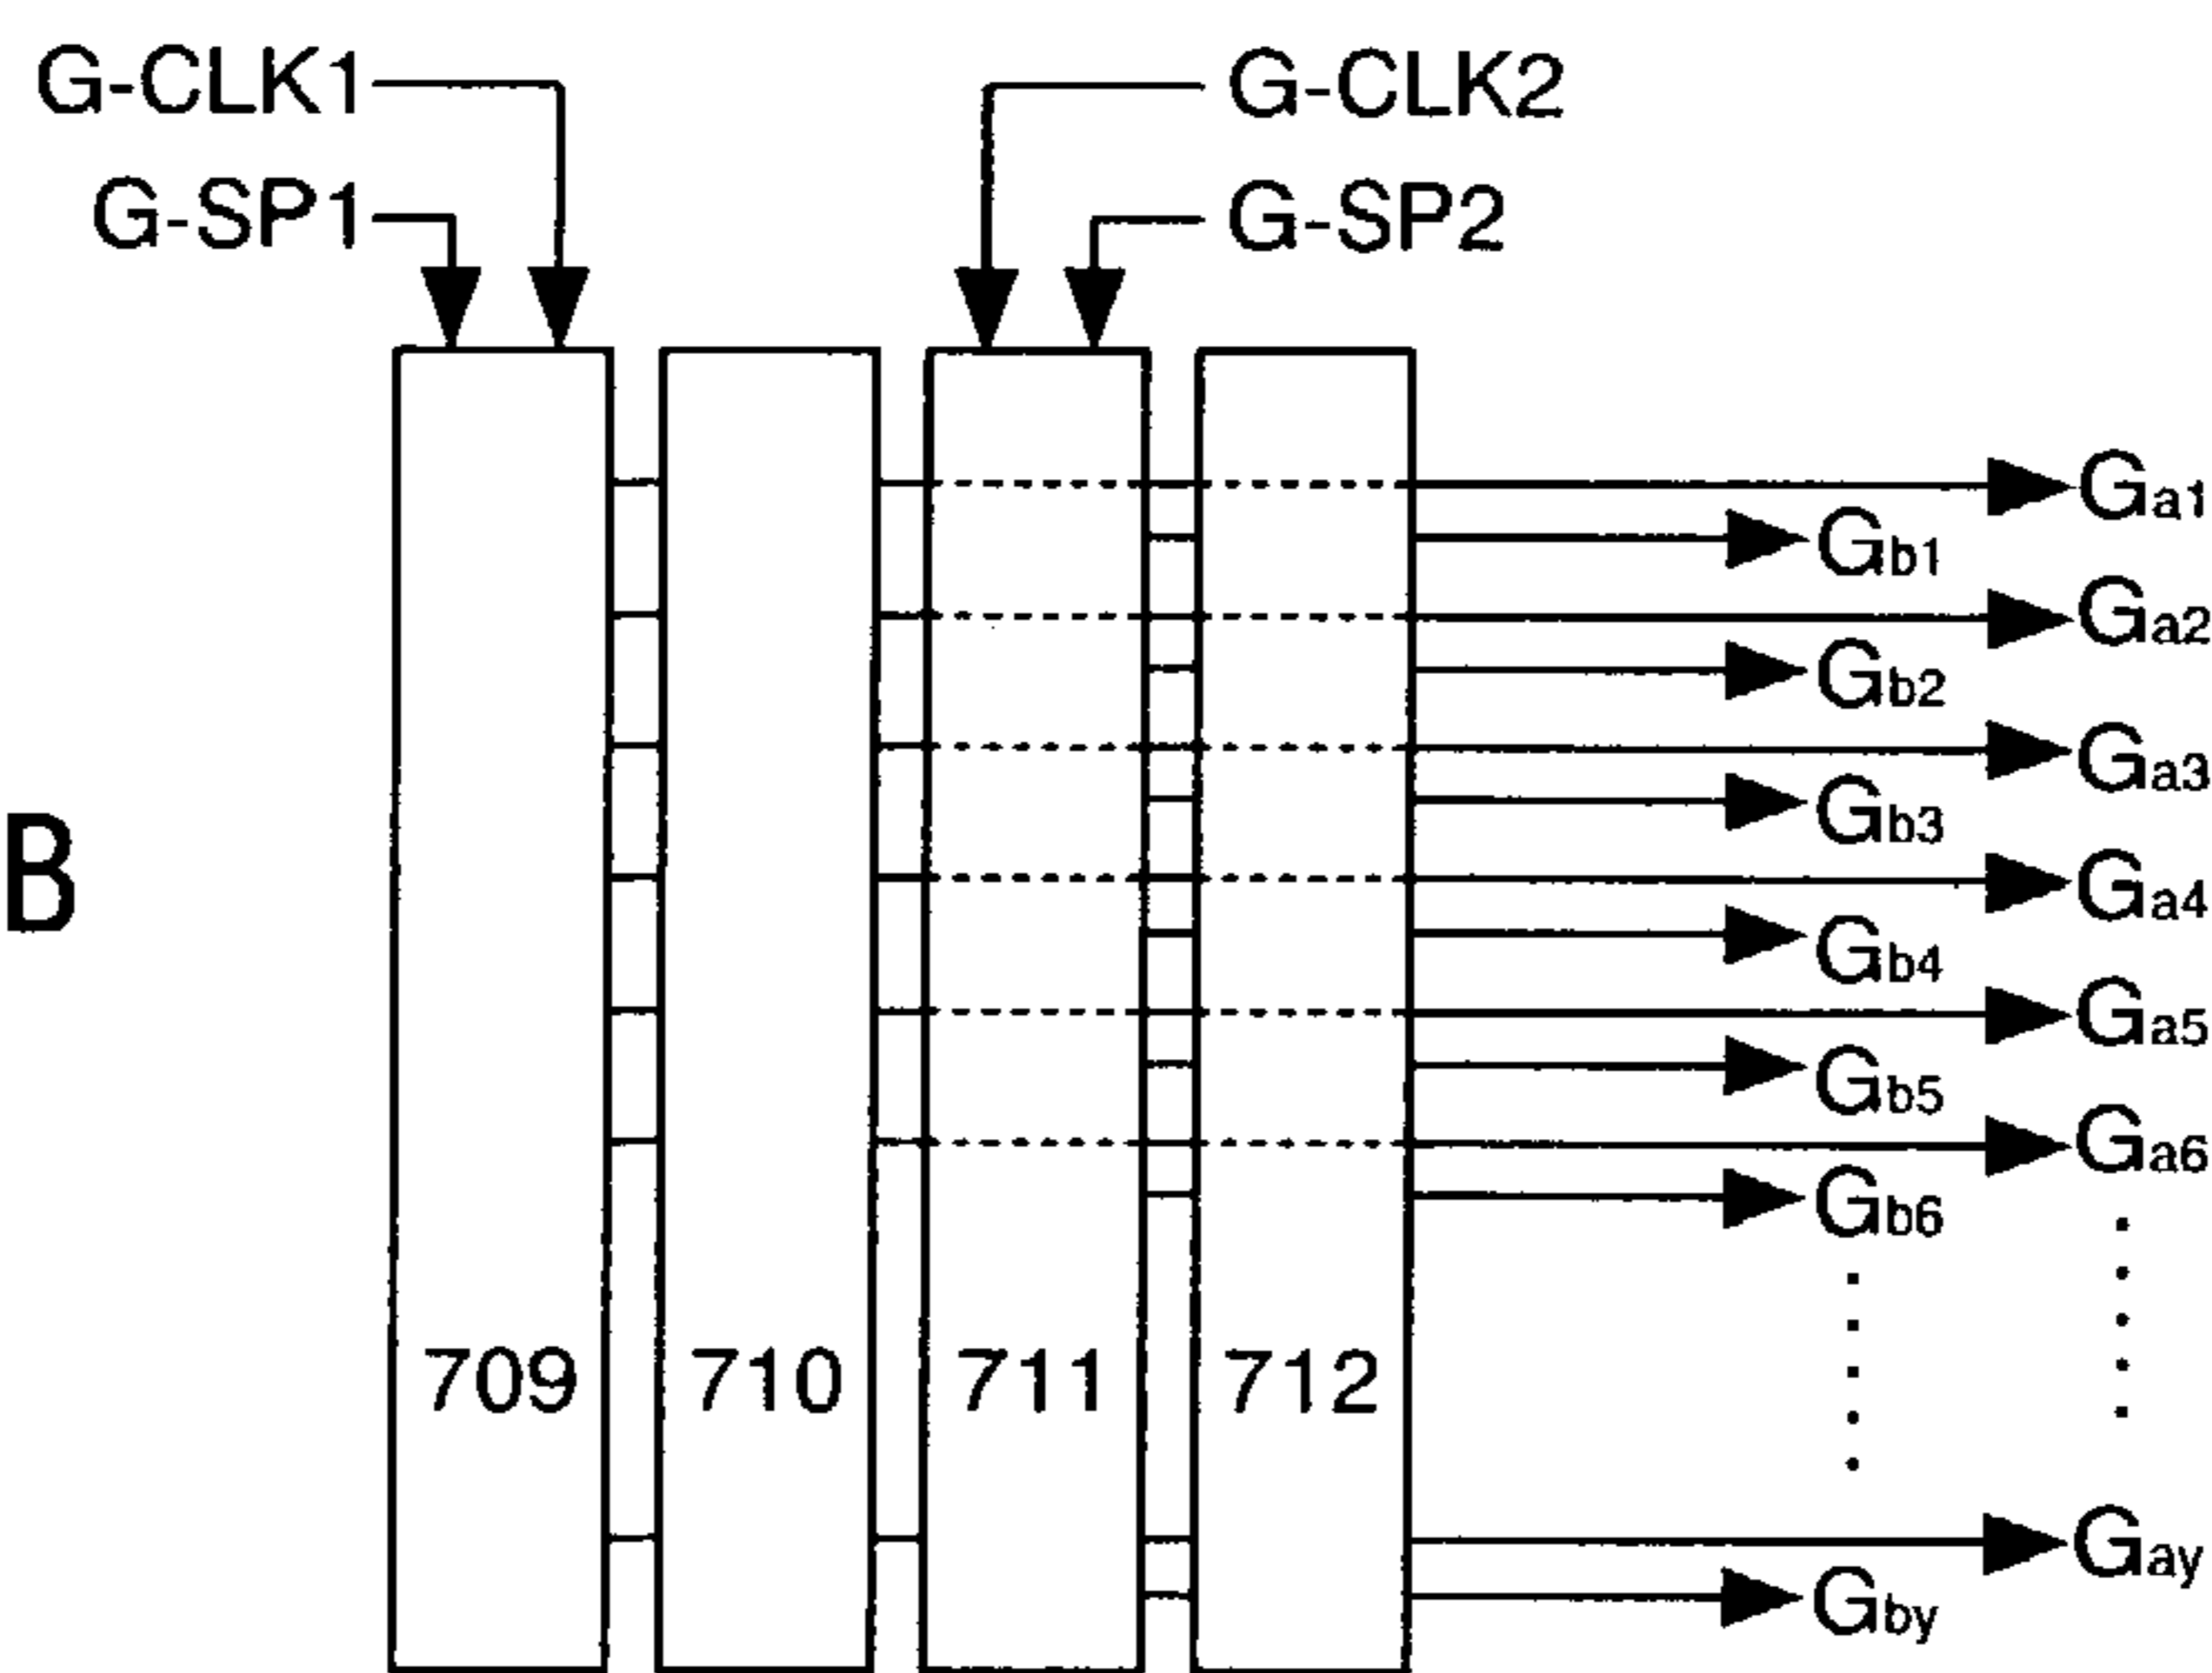 G-CLK1
G-CLK2
G-SP1
G-SP2
Ga1
Gb1
Ga2
Gb2
Ga3
Gb3
B
Ga4
Gb4
Ga5
Gb5
Ga6
Gb6
709
710
711
712
Gay
Gby